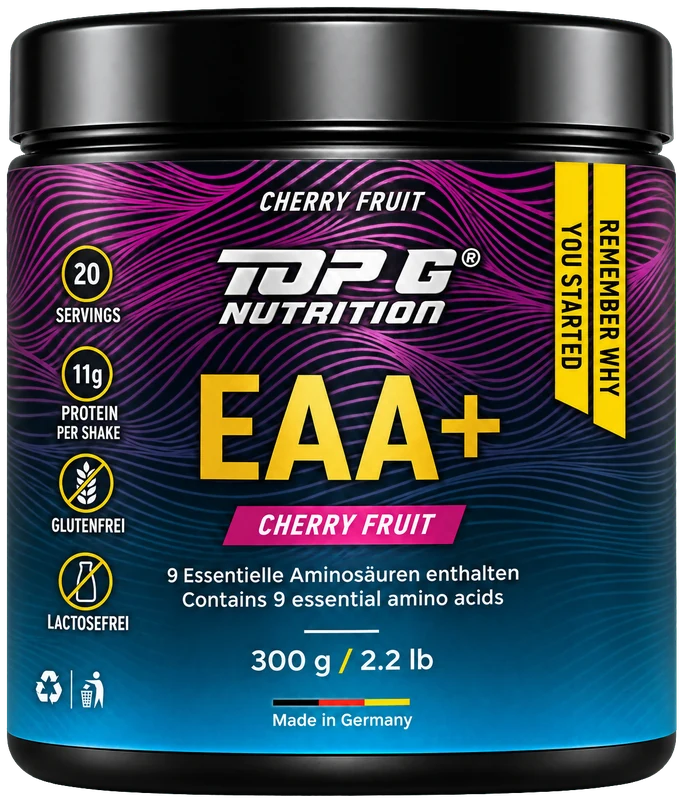 CHERRY FRUIT
TOP G®
NUTRITION
REMEMBER WHY
YOU STARTED
20
SERVINGS
11g
PROTEIN
PER SHAKE
GLUTENFREI
LACTOSEFREI
EAA+
CHERRY FRUIT
9 Essentielle Aminosäuren enthalten
Contains 9 essential amino acids
300 g / 2.2 lb
Made in Germany